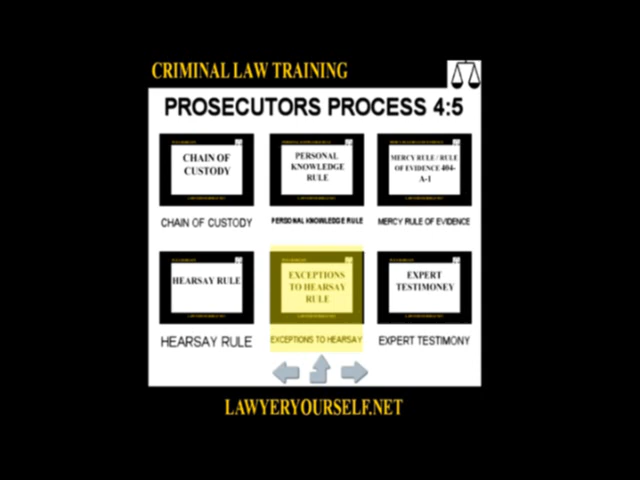 CRIMINAL LAW TRAINING
PROSECUTORS PROCESS 4:5
CHAIN OF
CUSTODY
PERSONAL
KNOWLEDGE
RULE
MERCY RULE / RULE
OF EVIDENCE 404-
A-1
CHAIN OF CUSTODY
PERSONAL KNOWLEDGE RULE
MERCY RULE OF EVIDENCE
HEARSAY RULE
EXCEPTIONS
TO HEARSAY
RULE
EXPERT
TESTIMONEY
HEARSAY RULE
EXCEPTIONS TO HEARSAY
EXPERT TESTIMONY
LAWYERYOURSELF.NET